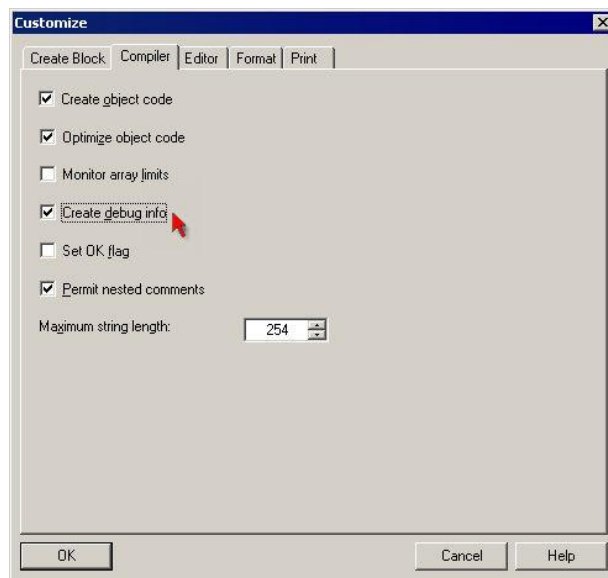 Customize
Create Block Compiler Editor Format Print
Create object code
Optimize object code
Monitor array limits
Create debug info
Set OK flag
Permit nested comments
Maximum string length: 254
OK Cancel Help